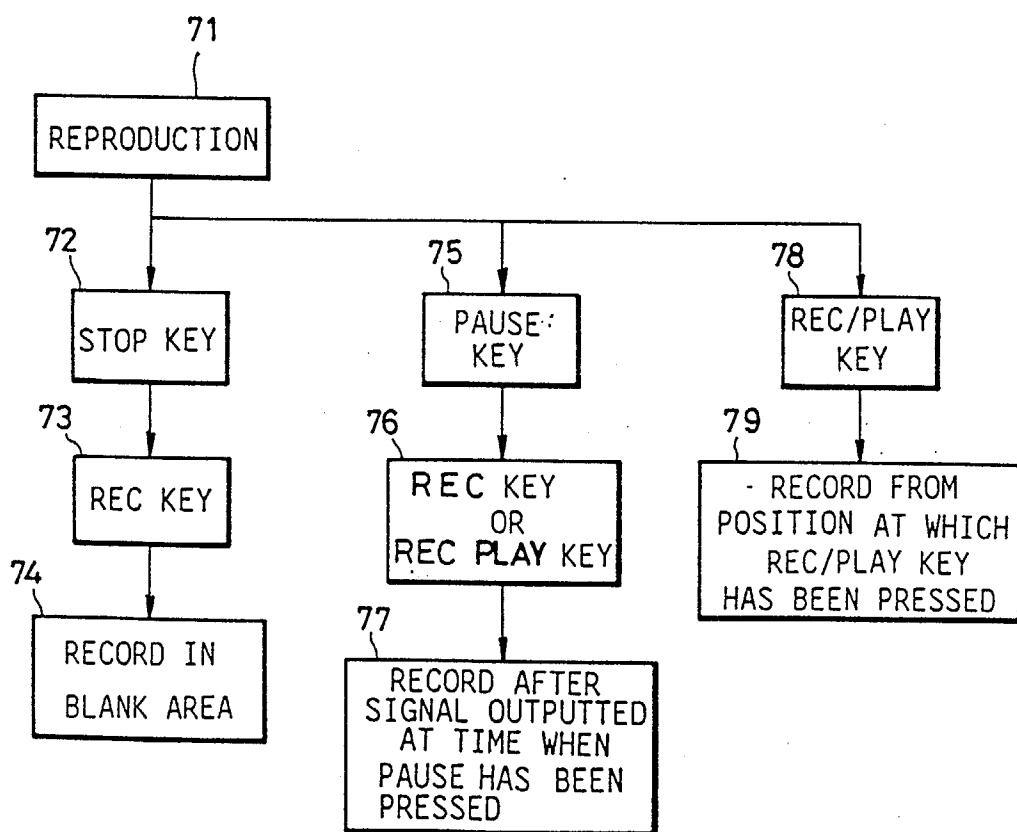 71
REPRODUCTION
72
STOP KEY
73
REC KEY
74
RECORD IN
BLANK AREA
75
PAUSE
KEY
76
REC KEY
OR
REC PLAY KEY
77
RECORD AFTER
SIGNAL OUTPUTTED
AT TIME WHEN
PAUSE HAS BEEN
PRESSED
78
REC/PLAY
KEY
79
RECORD FROM
POSITION AT WHICH
REC/PLAY KEY
HAS BEEN PRESSED